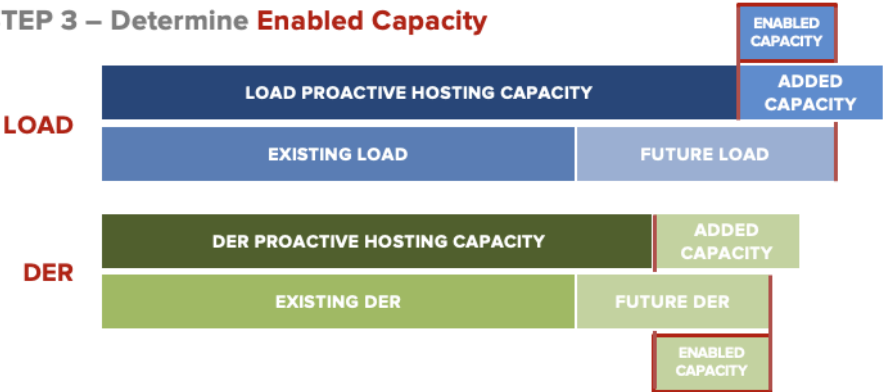 TEP 3 – Determine Enabled Capacity
ENABLED
CAPACITY
LOAD PROACTIVE HOSTING CAPACITY
ADDED
CAPACITY
LOAD
EXISTING LOAD
FUTURE LOAD
DER PROACTIVE HOSTING CAPACITY
ADDED
CAPACITY
DER
EXISTING DER
FUTURE DER
ENABLED
CAPACITY